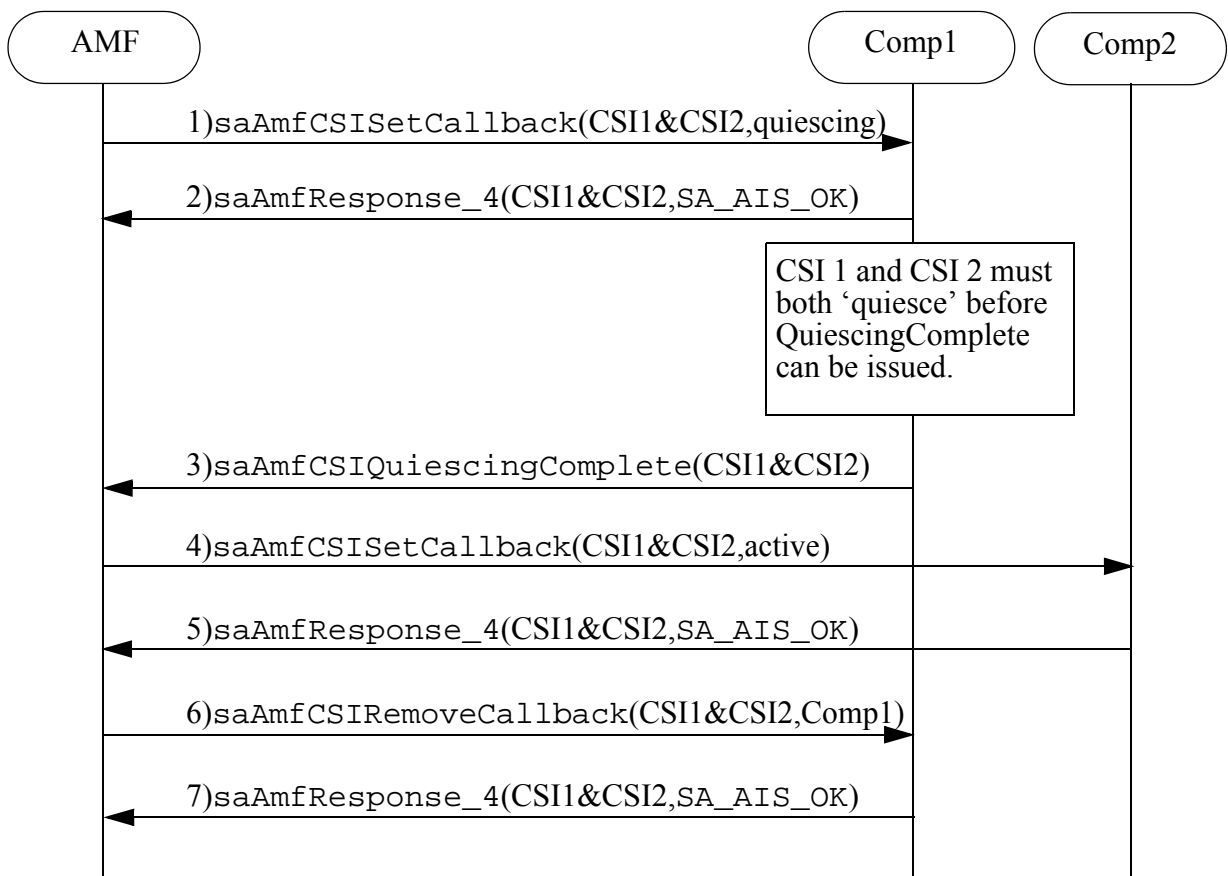 AMF
Comp1
Comp2
1)saAmfCSISetCallback(CSI1&CSI2,quiescing)
2)saAmfResponse_4(CSI1&CSI2,SA_AIS_OK)
CSI 1 and CSI 2 must
both ‘quiesce’ before
QuiescingComplete
can be issued.
3)saAmfCSIQuiescingComplete(CSI1&CSI2)
4)saAmfCSISetCallback(CSI1&CSI2,active)
5)saAmfResponse_4(CSI1&CSI2,SA_AIS_OK)
6)saAmfCSIRemoveCallback(CSI1&CSI2,Comp1)
7)saAmfResponse_4(CSI1&CSI2,SA_AIS_OK)